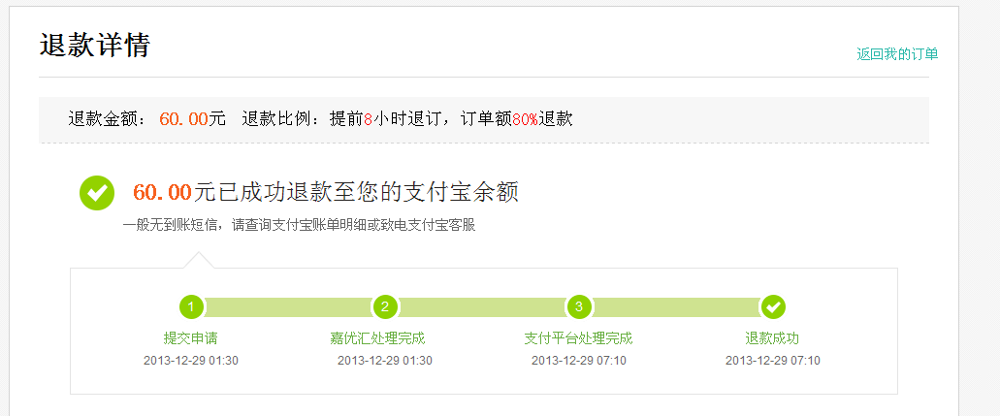 退款详情
返回我的订单
退款金额： 60.00元 退款比例：提前8小时退订，订单额80%退款
60.00元已成功退款至您的支付宝余额
一般无到账短信，请查询支付宝账单明细或致电支付宝客服
1 2 3
提交申请 嘉优汇处理完成 支付平台处理完成 退款成功
2013-12-29 01:30 2013-12-29 01:30 2013-12-29 07:10 2013-12-29 07:10